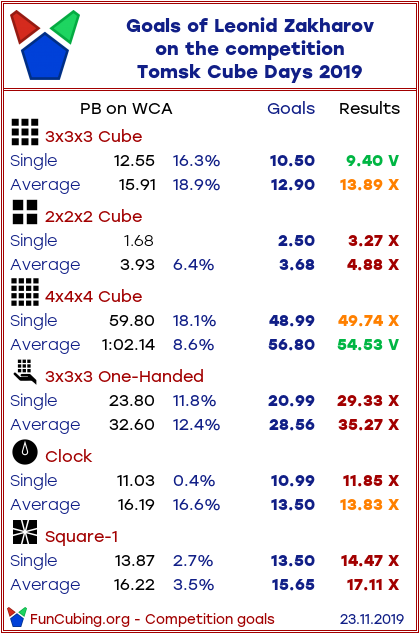 Goals of Leonid Zakharov
on the competition
Tomsk Cube Days 2019
PB on WCA Goals Results
3x3x3 Cube
Single 12.55 16.3% 10.50 9.40 V
Average 15.91 18.9% 12.90 13.89 X
2x2x2 Cube
Single 1.68 2.50 3.27 X
Average 3.93 6.4% 3.68 4.88 X
4x4x4 Cube
Single 59.80 18.1% 48.99 49.74 X
Average 1:02.14 8.6% 56.80 54.53 V
3x3x3 One-Handed
Single 23.80 11.8% 20.99 29.33 X
Average 32.60 12.4% 28.56 35.27 X
Clock
Single 11.03 0.4% 10.99 11.85 X
Average 16.19 16.6% 13.50 13.83 X
Square-1
Single 13.87 2.7% 13.50 14.47 X
Average 16.22 3.5% 15.65 17.11 X
FunCubing.org - Competition goals 23.11.2019